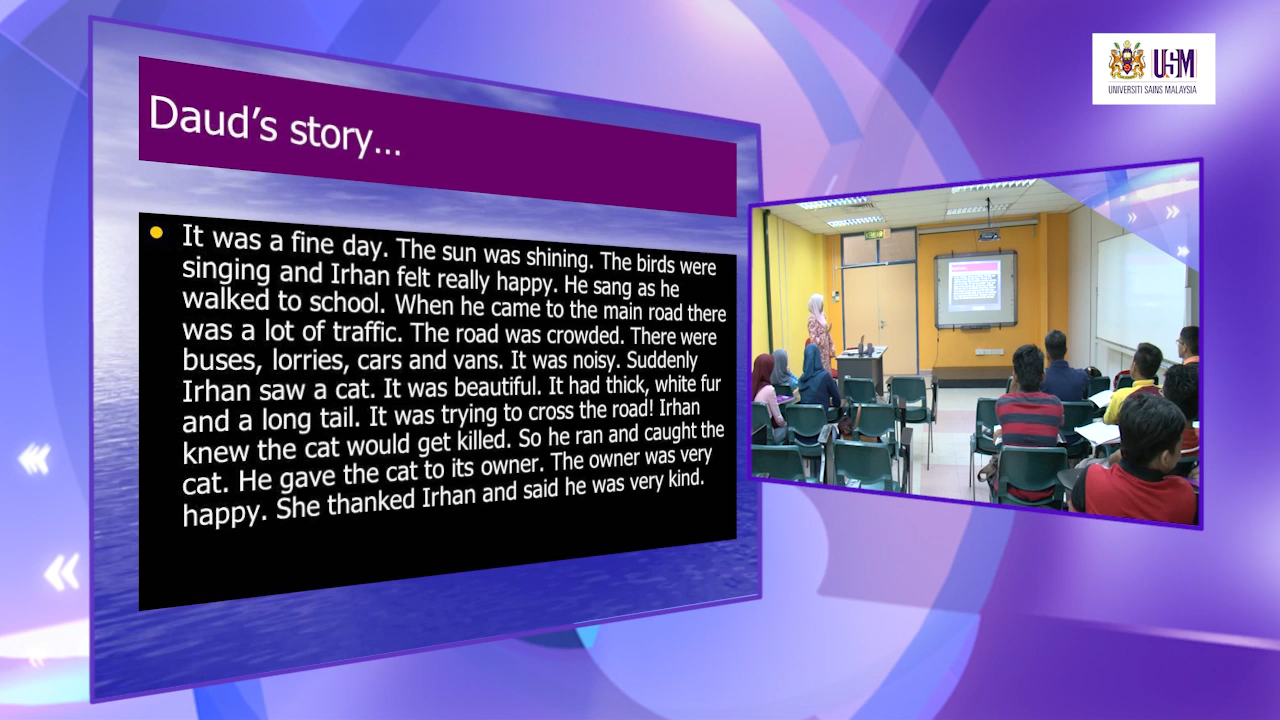 Daud's story...
It was a fine day. The sun was shining. The birds were
singing and Irhan felt really happy. He sang as he
walked to school. When he came to the main road there
was a lot of traffic. The road was crowded. There were
buses, lorries, cars and vans. It was noisy. Suddenly
Irhan saw a cat. It was beautiful. It had thick, white fur
and a long tail. It was trying to cross the road! Irhan
knew the cat would get killed. So he ran and caught the
cat. He gave the cat to its owner. The owner was very
happy. She thanked Irhan and said he was very kind.
USM
UNIVERSITI SAINS MALAYSIA